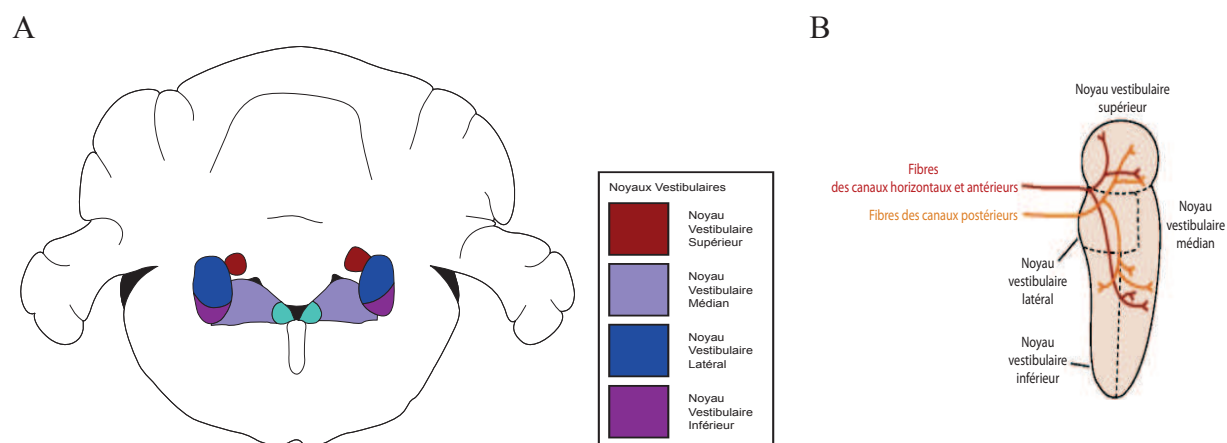 A
Noyaux Vestibulaires
Noyau
Vestibulaire
Supérieur
Noyau
Vestibulaire
Médian
Noyau
Vestibulaire
Latéral
Noyau
Vestibulaire
Inférieur
B
Noyau vestibulaire
supérieur
Fibres
des canaux horizontaux et antérieurs
Fibres des canaux postérieurs
Noyau
vestibulaire
médian
Noyau
vestibulaire
latéral
Noyau
vestibulaire
inférieur